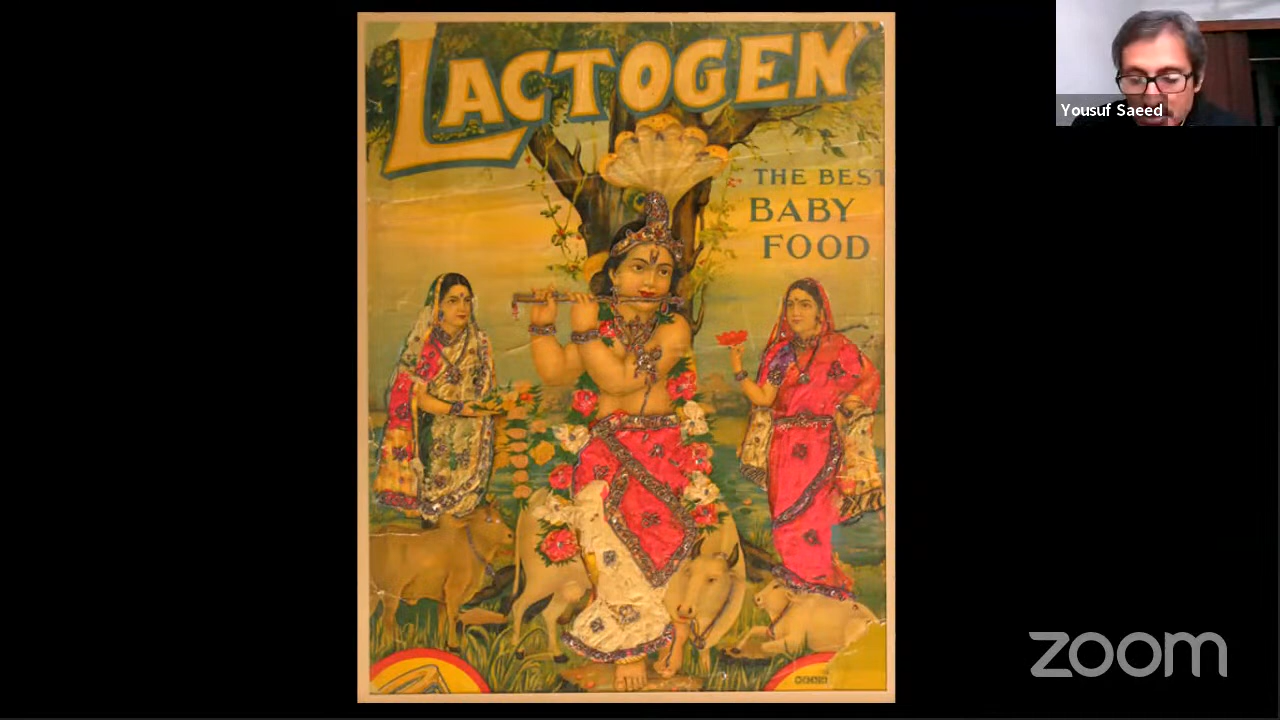 LACTOGEN
THE BEST
BABY
FOOD
Yousuf Saeed
zoom